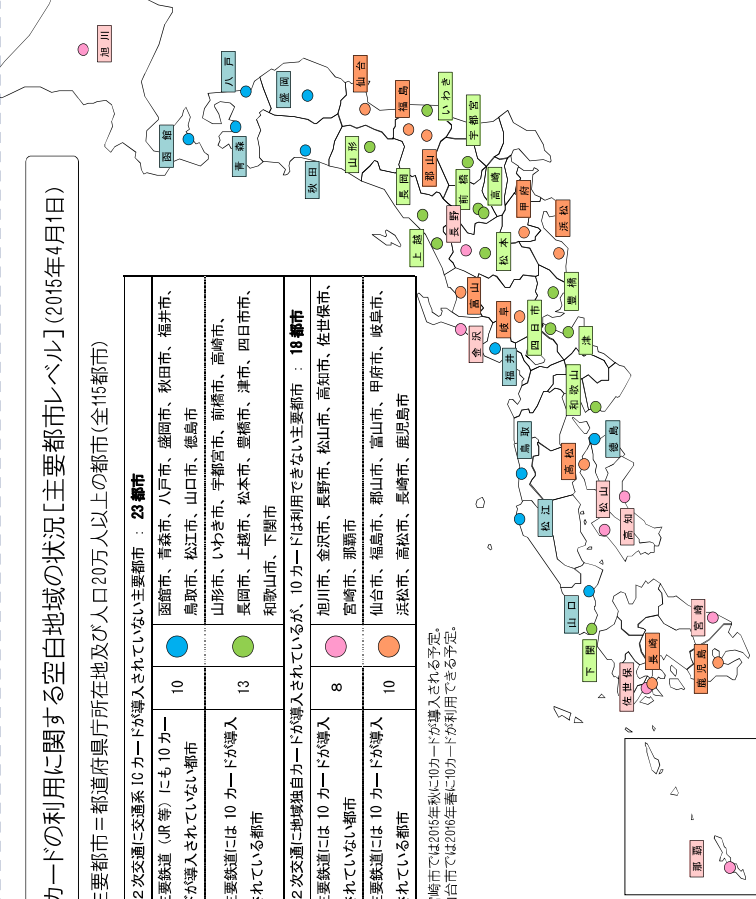 カードの利用に関する空白地域の状況[主要都市レベル](2015年4月1日)
要都市＝都道府県庁所在地及び人口20万人以上の都市(全115都市)
2次交通に交通系ICカードが導入されていない主要都市 ： 23都市
主要鉄道（JR等）にも10カー
ドが導入されていない都市
10
函館市、青森市、八戸市、盛岡市、秋田市、福井市、
鳥取市、松江市、山口市、徳島市
主要鉄道には10カードが導入
されている都市
13
山形市、いわき市、宇都宮市、前橋市、高崎市、
長岡市、上越市、松本市、豊橋市、津市、四日市市、
和歌山市、下関市
2次交通に地域独自カードが導入されているが、10カードは利用できない主要都市 ： 18都市
主要鉄道には10カードが導入
されていない都市
8
旭川市、金沢市、長野市、松山市、高知市、佐世保市、
宮崎市、那覇市
主要鉄道には10カードが導入
されている都市
10
仙台市、福島市、郡山市、富山市、甲府市、岐阜市、
浜松市、高松市、長崎市、鹿児島市
崎市では2015年秋に10カードが導入される予定。
台市では2016年春に10カードが利用できる予定。
旭川
函館
青森
八戸
盛岡
秋田
仙台
山形
福島
いわき
郡山
宇都宮
長岡
前橋
高崎
上越
長野
松本
甲府
浜松
富山
岐阜
豊橋
金沢
四日市
津
福井
和歌山
鳥取
高松
徳島
松江
松山
高知
山口
下関
宮崎
長崎
佐世保
鹿児島
那覇